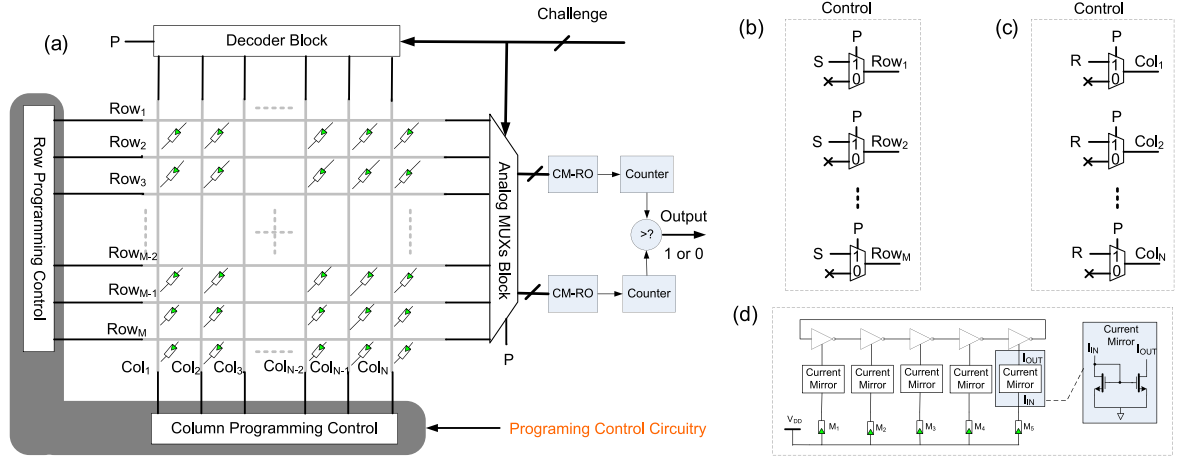 (a)
Challenge
P
Decoder Block
Row1
Row2
Row3
RowM-2
RowM-1
RowM
Row Programming Control
Col1
Col2
Col3
ColN-2
ColN-1
ColN
Column Programming Control
Programing Control Circuitry
Analog MUXs Block
P
CM-RO
Counter
>?
Output
1 or 0
CM-RO
Counter
(b)
Control
P
S
1
0
Row1
P
S
1
0
Row2
P
S
1
0
RowM
(c)
Control
P
R
1
0
Col1
P
R
1
0
Col2
P
R
1
0
ColN
(d)
IOUT
Current
Mirror
Current
Mirror
Current
Mirror
Current
Mirror
Current
Mirror
IIN
VDD
M1
M2
M3
M4
M5
Current
Mirror
IIN
IOUT